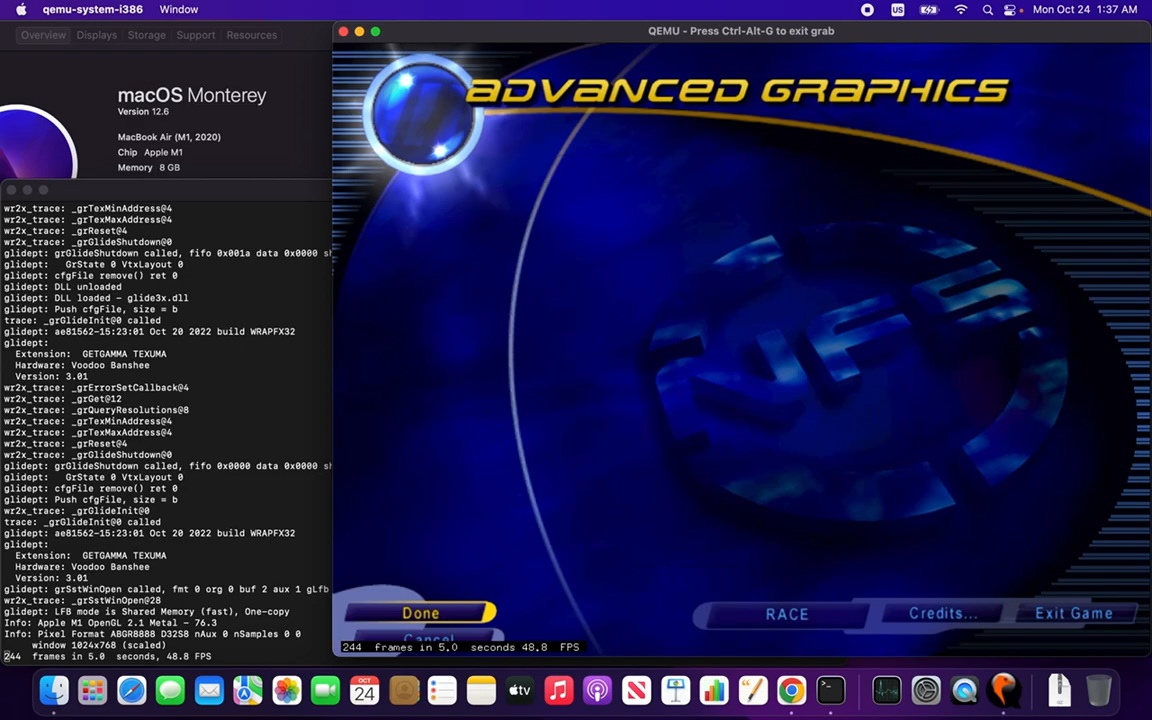 qemu-system-i386 Window
US
Mon Oct 24 1:37 AM
Overview Displays Storage Support Resources
macOS Monterey
Version 12.6
MacBook Air (M1, 2020)
Chip Apple M1
Memory 8 GB
wr2x_trace: _grTexMinAddress@4
wr2x_trace: _grTexMaxAddress@4
wr2x_trace: _grReset@4
wr2x_trace: _grGlideShutdown@0
glidept: grGlideShutdown called, fifo 0x001a data 0x0000 sh
glidept: GrState 0 VtxLayout 0
glidept: cfgFile remove() ret 0
glidept: DLL unloaded
glidept: DLL loaded - glide3x.dll
glidept: Push cfgFile, size = b
trace: _grGlideInit@0 called
glidept: ae81562-15:23:01 Oct 20 2022 build WRAPFX32
glidept:
Extension: GETGAMMA TEXUMA
Hardware: Voodoo Banshee
Version: 3.01
wr2x_trace: _grErrorSetCallback@4
wr2x_trace: _grGet@12
wr2x_trace: _grQueryResolutions@8
wr2x_trace: _grTexMinAddress@4
wr2x_trace: _grTexMaxAddress@4
wr2x_trace: _grReset@4
wr2x_trace: _grGlideShutdown@0
glidept: grGlideShutdown called, fifo 0x0000 data 0x0000 sh
glidept: GrState 0 VtxLayout 0
glidept: cfgFile remove() ret 0
glidept: Push cfgFile, size = b
wr2x_trace: _grGlideInit@0
trace: _grGlideInit@0 called
glidept: ae81562-15:23:01 Oct 20 2022 build WRAPFX32
glidept:
Extension: GETGAMMA TEXUMA
Hardware: Voodoo Banshee
Version: 3.01
glidept: grSstWinOpen called, fmt 0 org 0 buf 2 aux 1 gLfb
wr2x_trace: _grSstWinOpen@28
glidept: LFB mode is Shared Memory (fast), One-copy
Info: Apple M1 OpenGL 2.1 Metal - 76.3
Info: Pixel Format ABGR8888 D32S8 nAux 0 nSamples 0 0
window 1024x768 (scaled)
244 frames in 5.0 seconds, 48.8 FPS
QEMU - Press Ctrl-Alt-G to exit grab
ADVANCED GRAPHICS
NFS
Done
RACE
Credits...
Exit Game
Cancel
244 frames in 5.0 seconds 48.8 FPS
OCT
24
tv